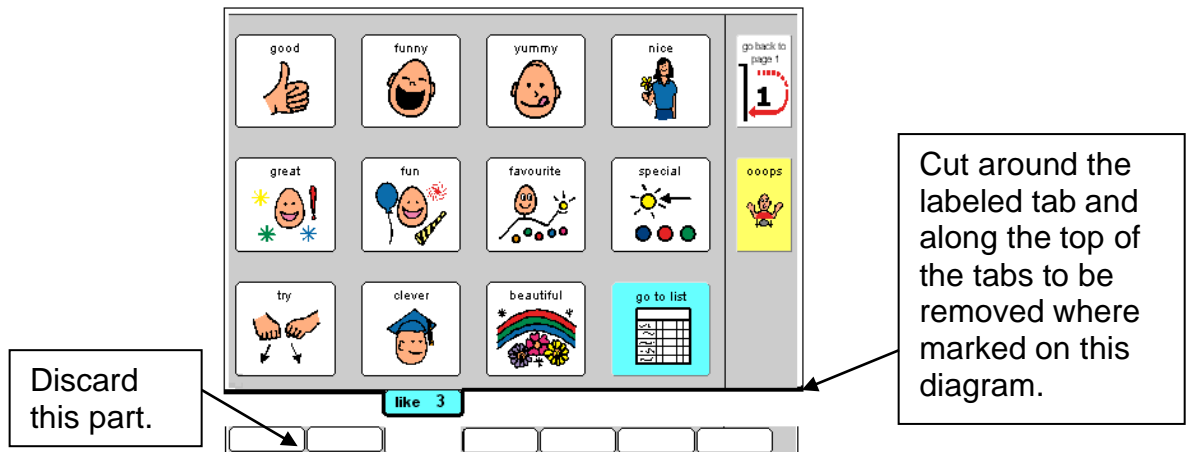 good funny yummy nice go back to
page 1
1
great fun favourite special ooops
try clever beautiful go to list
like 3
Discard
this part.
Cut around the
labeled tab and
along the top of
the tabs to be
removed where
marked on this
diagram.